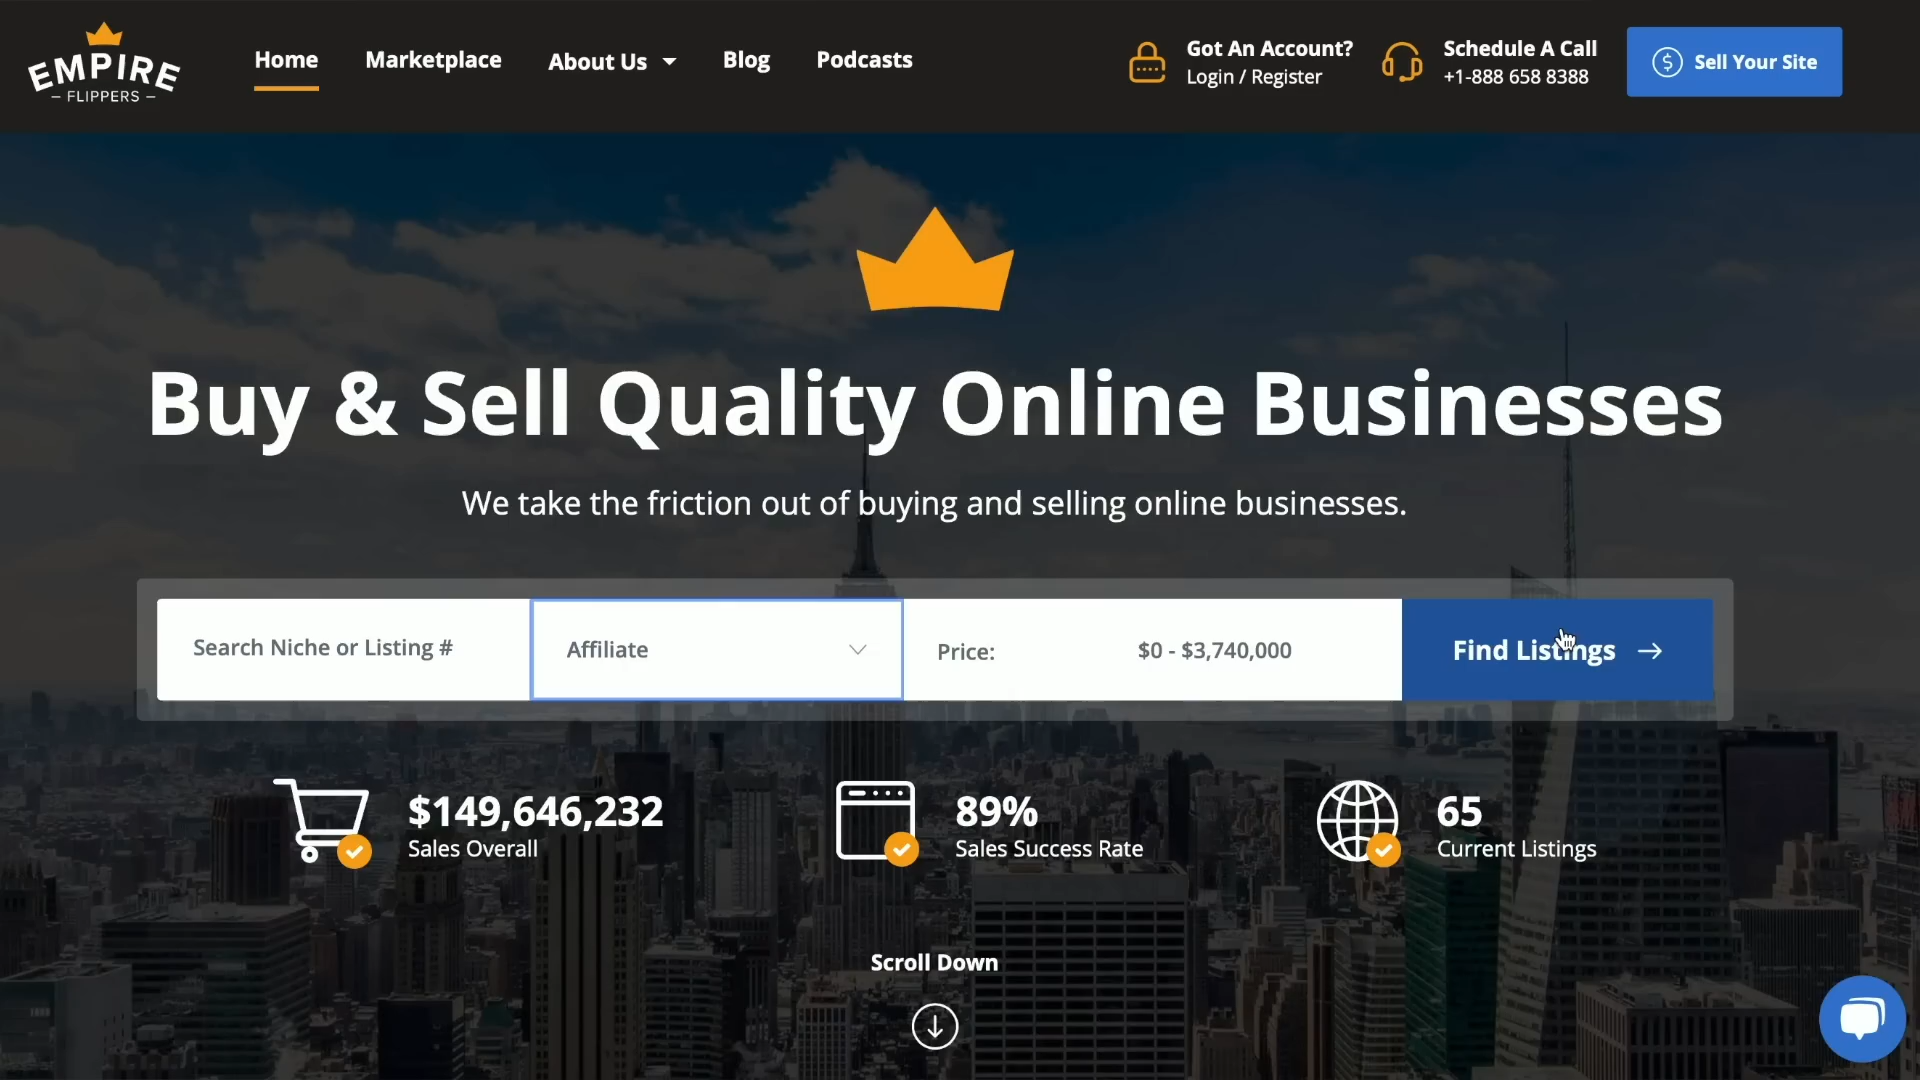 EMPIRE
FLIPPERS
Home
Marketplace
About Us
Blog
Podcasts
Got An Account?
Login / Register
Schedule A Call
+1-888 658 8388
Sell Your Site
Buy & Sell Quality Online Businesses
We take the friction out of buying and selling online businesses.
Search Niche or Listing #
Affiliate
Price:
$0 - $3,740,000
Find Listings
$149,646,232
Sales Overall
89%
Sales Success Rate
65
Current Listings
Scroll Down